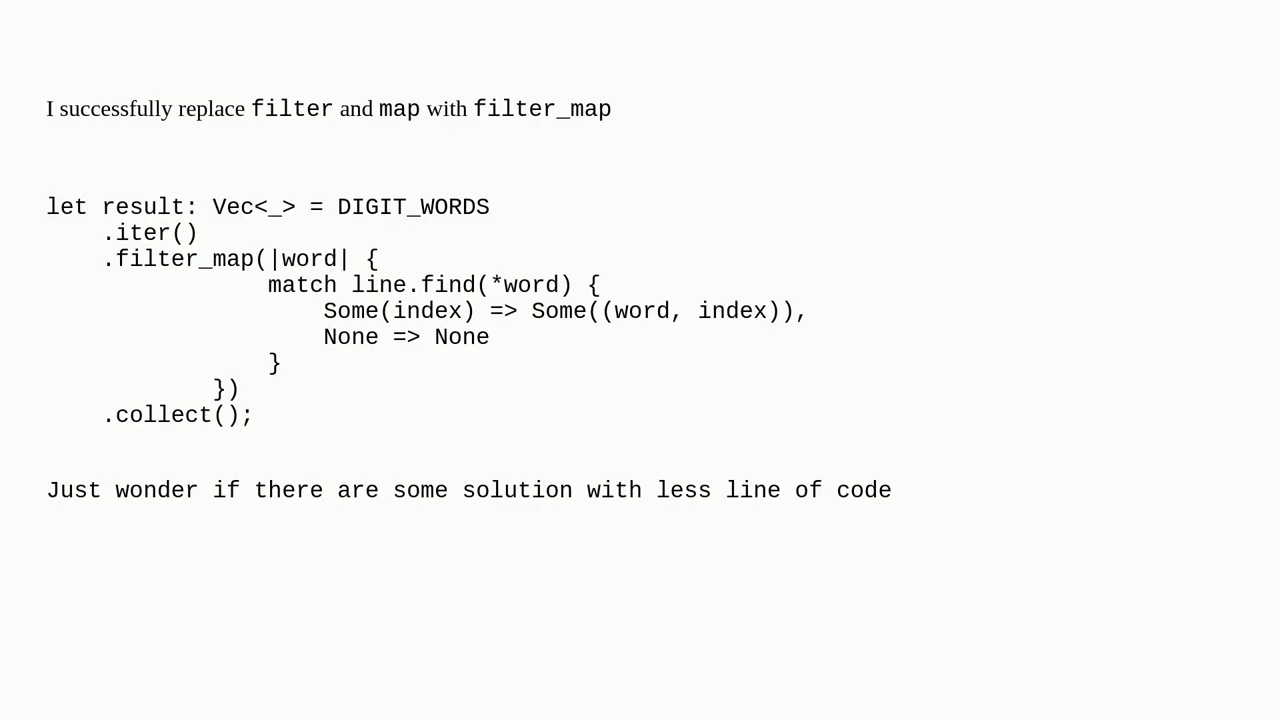 I successfully replace filter and map with filter_map
let result: Vec<_> = DIGIT_WORDS
    .iter()
    .filter_map(|word| {
                match line.find(*word) {
                    Some(index) => Some((word, index)),
                    None => None
                }
            })
    .collect();
Just wonder if there are some solution with less line of code